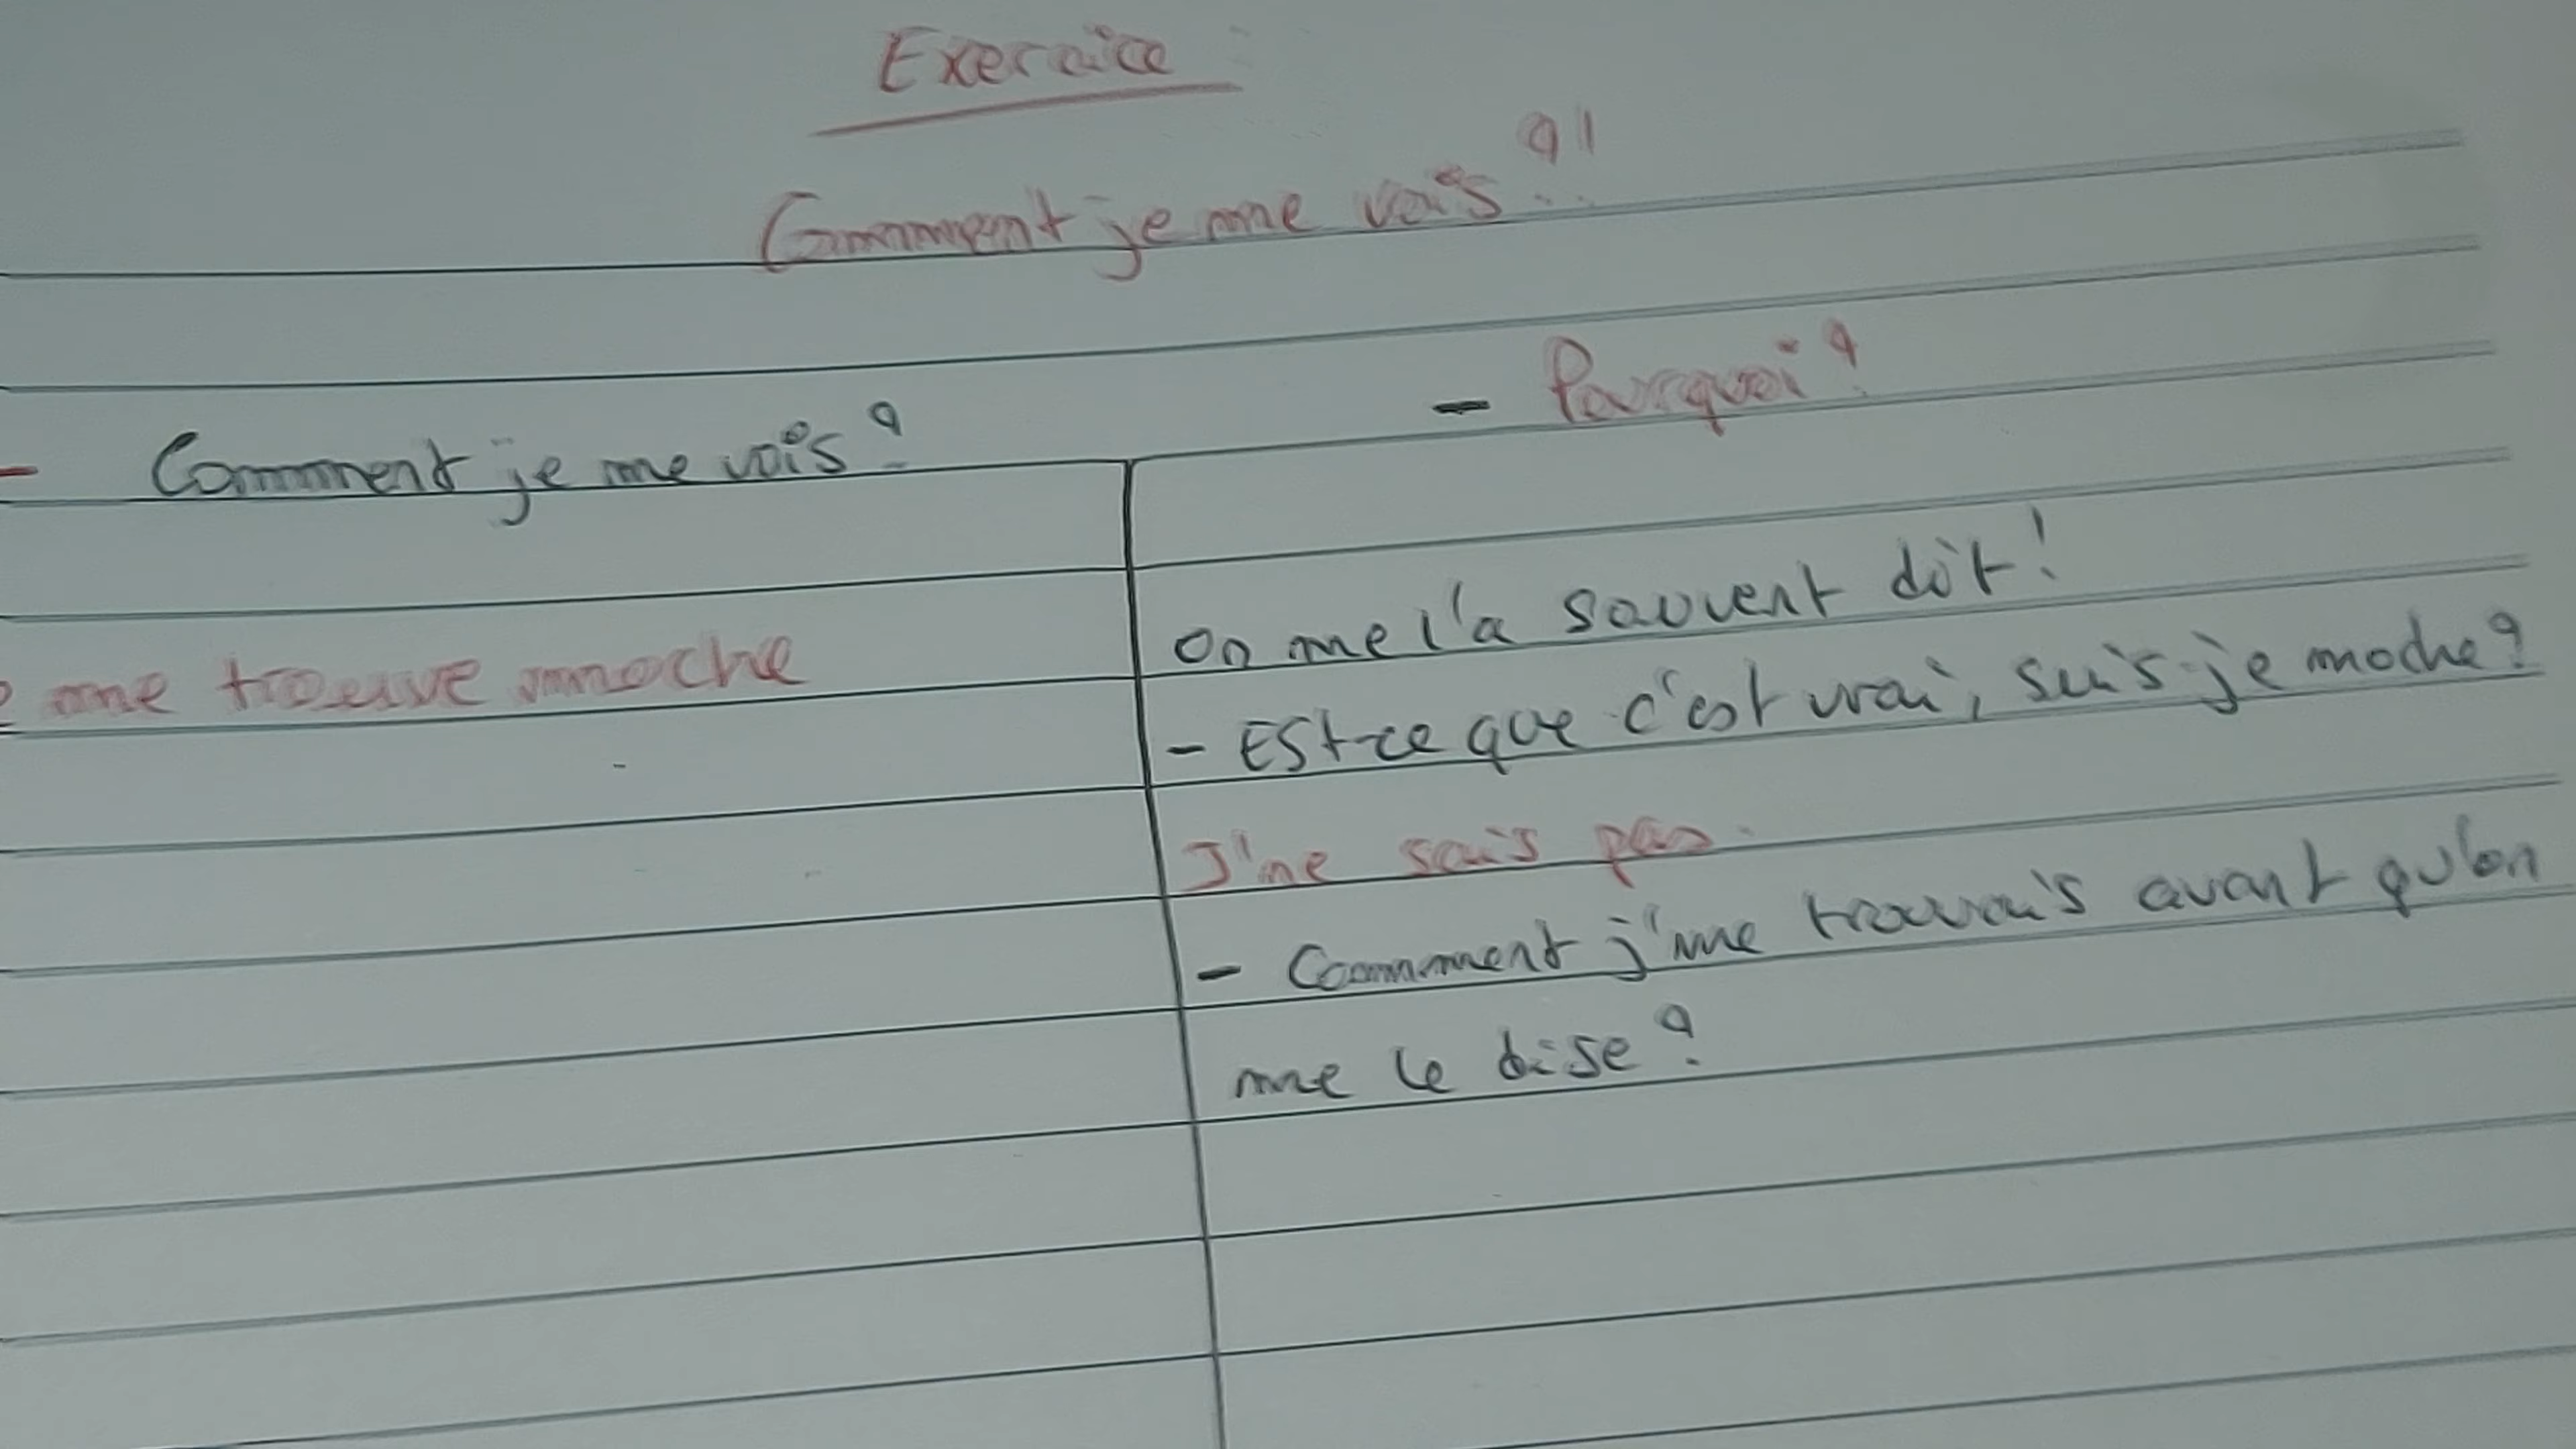 Exercice :
Comment je me vois ?!
- Comment je me vois ?
- Pourquoi ?
me trouve moche
On me l'a souvent dit !
- Est-ce que c'est vrai, suis-je moche ?
J'ne sais pas.
- Comment j'me trouvais avant qu'on
me le dise ?